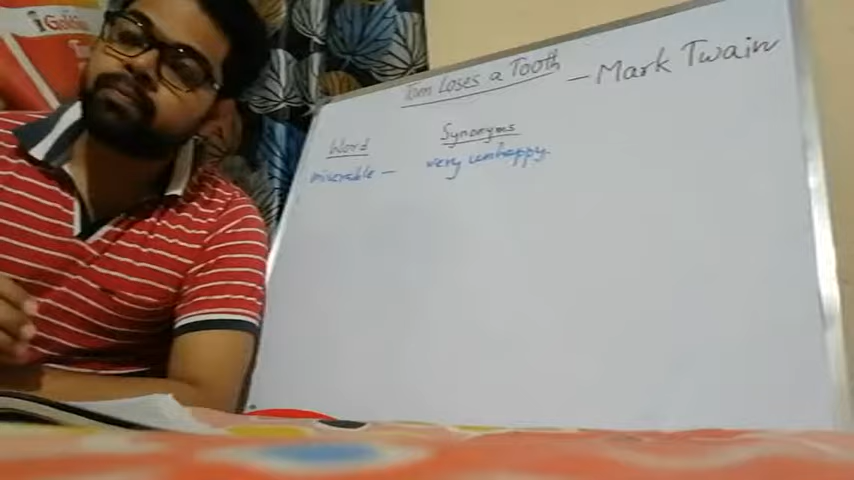 Tom Loses a Tooth - Mark Twain
Word Synonyms
miserable - very unhappy